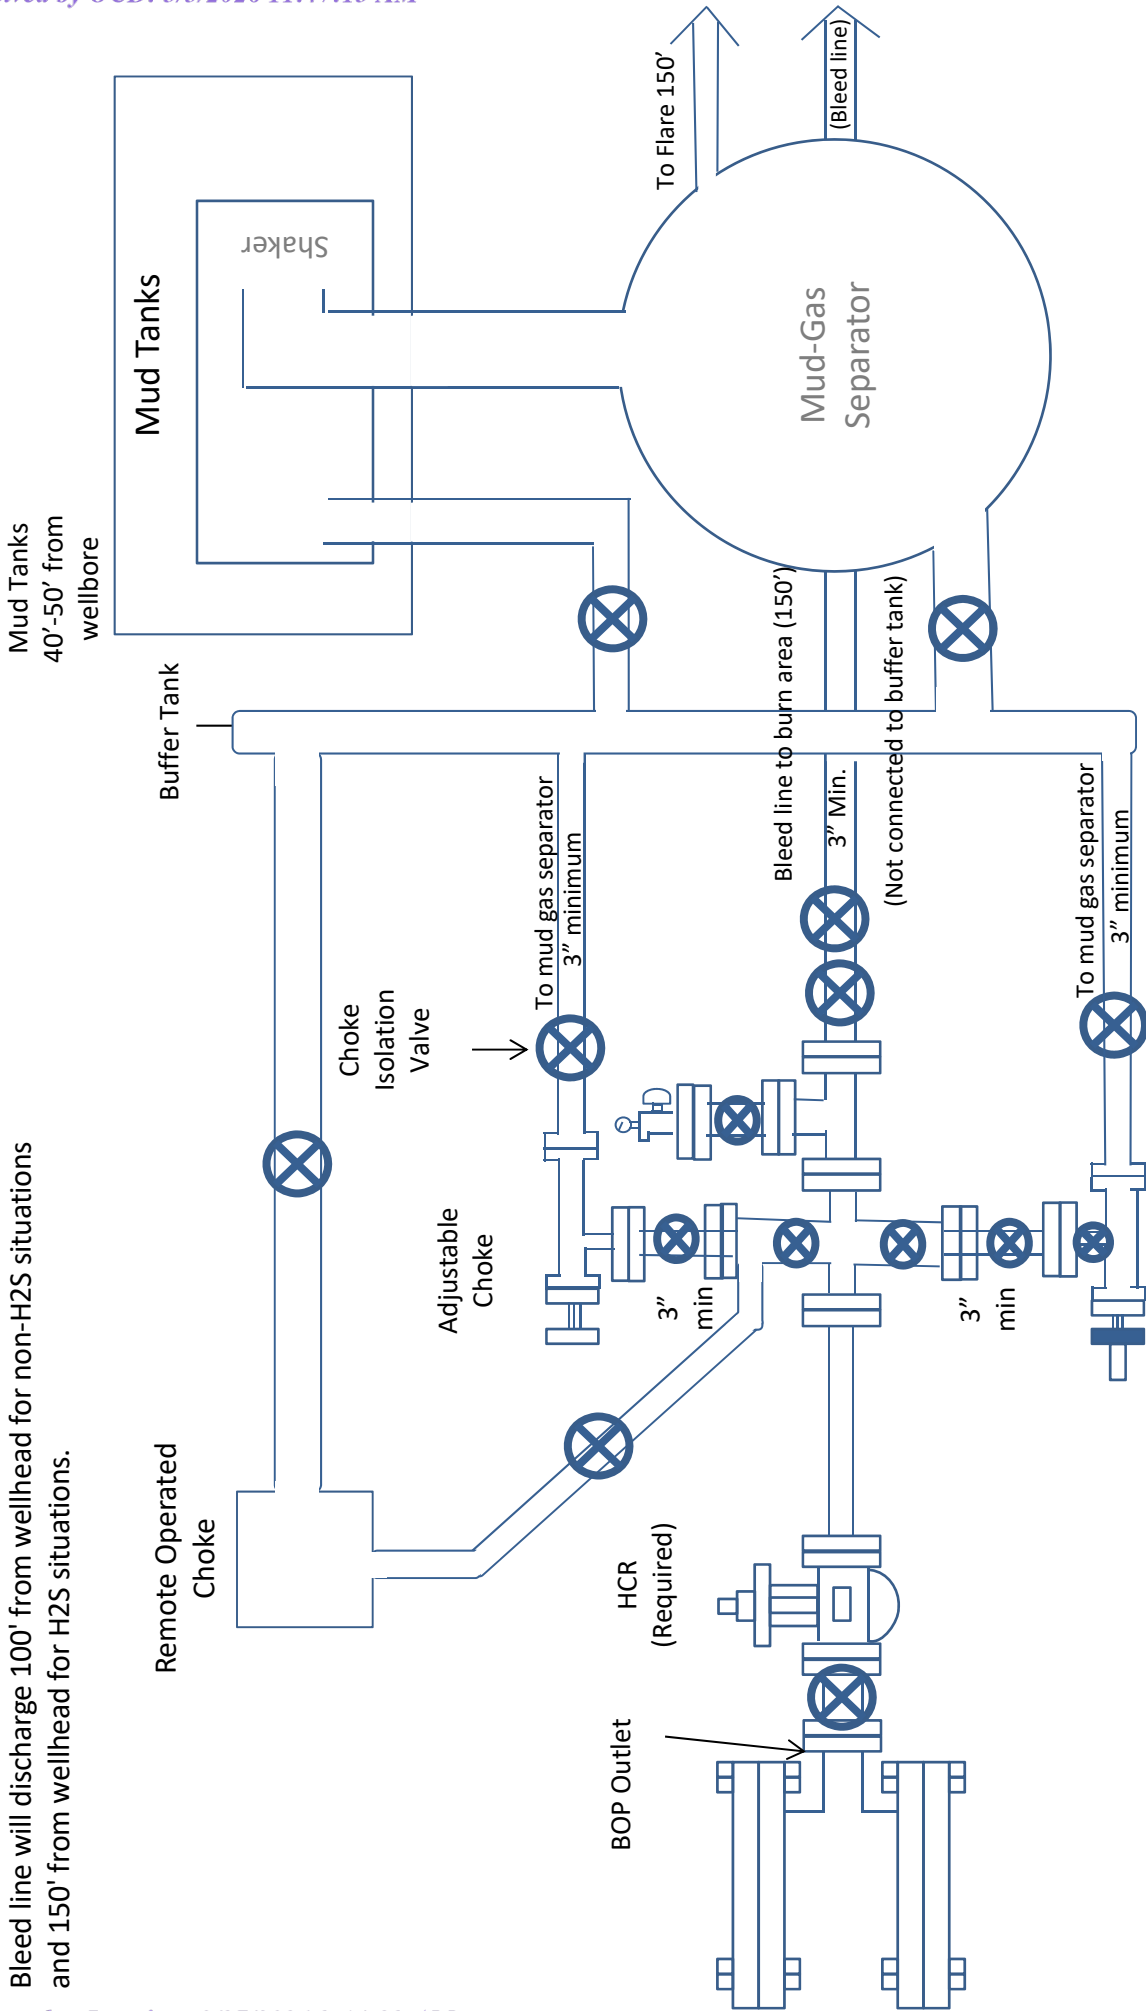 Bleed line will discharge 100' from wellhead for non-H2S situations
and 150' from wellhead for H2S situations.
Mud Tanks
40’-50’ from
wellbore
Mud Tanks
Shaker
Buffer Tank
Remote Operated
Choke
Choke
Isolation
Valve
Adjustable
Choke
To mud gas separator
3” minimum
To Flare 150’
(Bleed line)
Mud-Gas
Separator
Bleed line to burn area (150’)
3” Min.
(Not connected to buffer tank)
3”
min
3”
min
To mud gas separator
3” minimum
HCR
(Required)
BOP Outlet